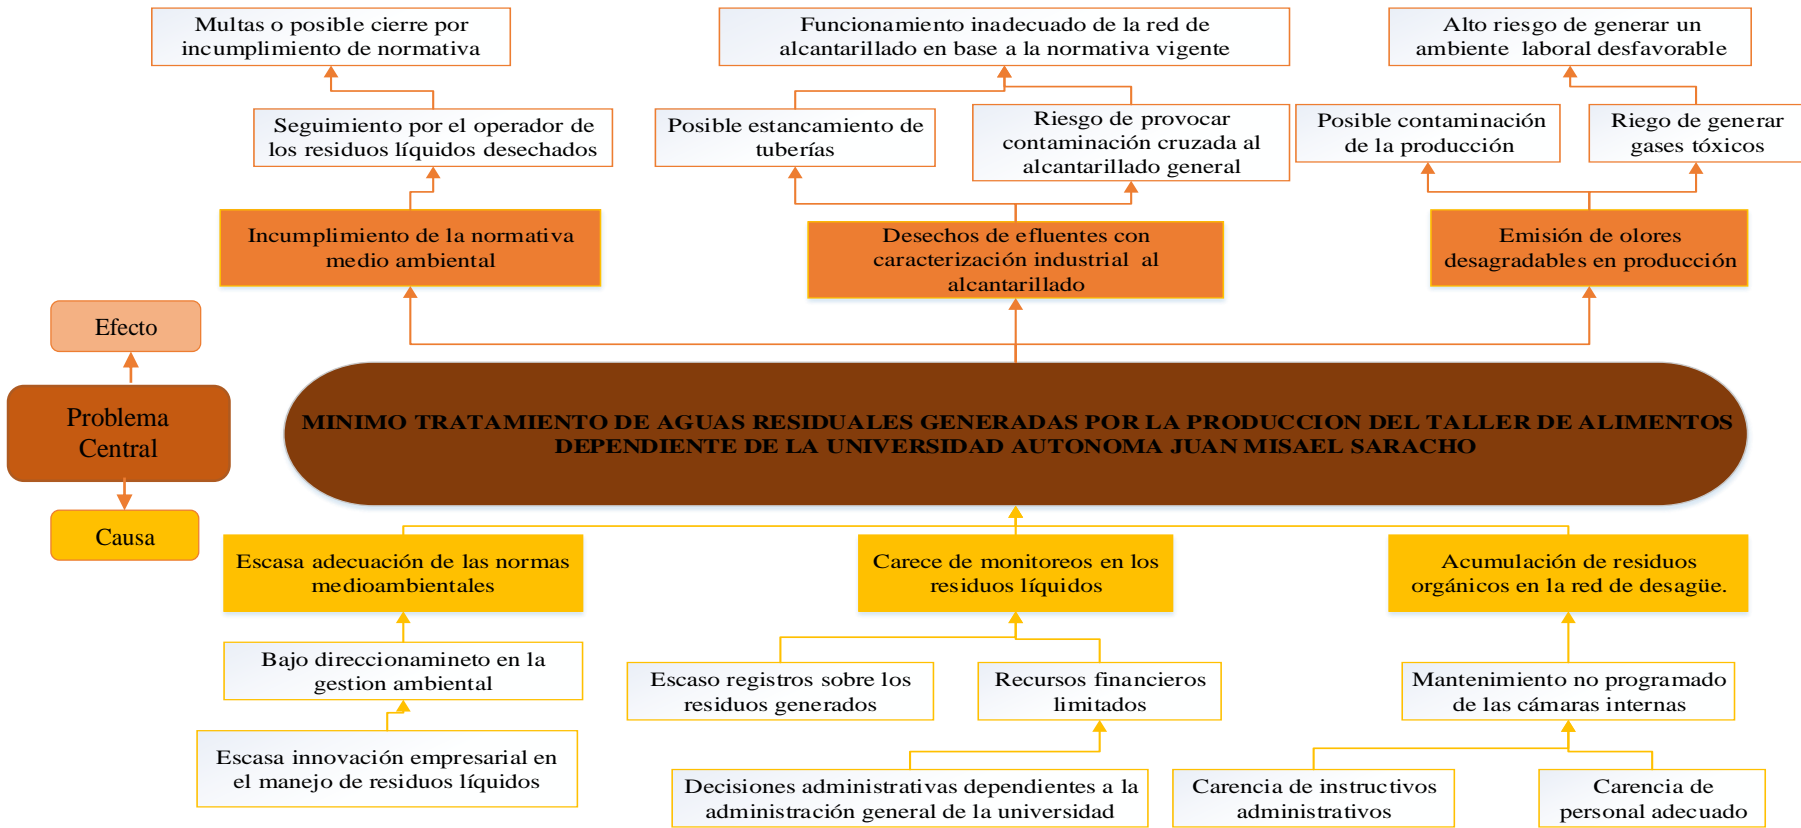 Multas o posible cierre por
incumplimiento de normativa
Funcionamiento inadecuado de la red de
alcantarillado en base a la normativa vigente
Alto riesgo de generar un
ambiente laboral desfavorable
Seguimiento por el operador de
los residuos líquidos desechados
Posible estancamiento de
tuberías
Riesgo de provocar
contaminación cruzada al
alcantarillado general
Posible contaminación
de la producción
Riego de generar
gases tóxicos
Incumplimiento de la normativa
medio ambiental
Desechos de efluentes con
caracterización industrial al
alcantarillado
Emisión de olores
desagradables en producción
Efecto
Problema
Central
Causa
MINIMO TRATAMIENTO DE AGUAS RESIDUALES GENERADAS POR LA PRODUCCION DEL TALLER DE ALIMENTOS
DEPENDIENTE DE LA UNIVERSIDAD AUTONOMA JUAN MISAEL SARACHO
Escasa adecuación de las normas
medioambientales
Carece de monitoreos en los
residuos líquidos
Acumulación de residuos
orgánicos en la red de desagüe.
Bajo direccionamineto en la
gestion ambiental
Escaso registros sobre los
residuos generados
Recursos financieros
limitados
Mantenimiento no programado
de las cámaras internas
Escasa innovación empresarial en
el manejo de residuos líquidos
Decisiones administrativas dependientes a la
administración general de la universidad
Carencia de instructivos
administrativos
Carencia de
personal adecuado